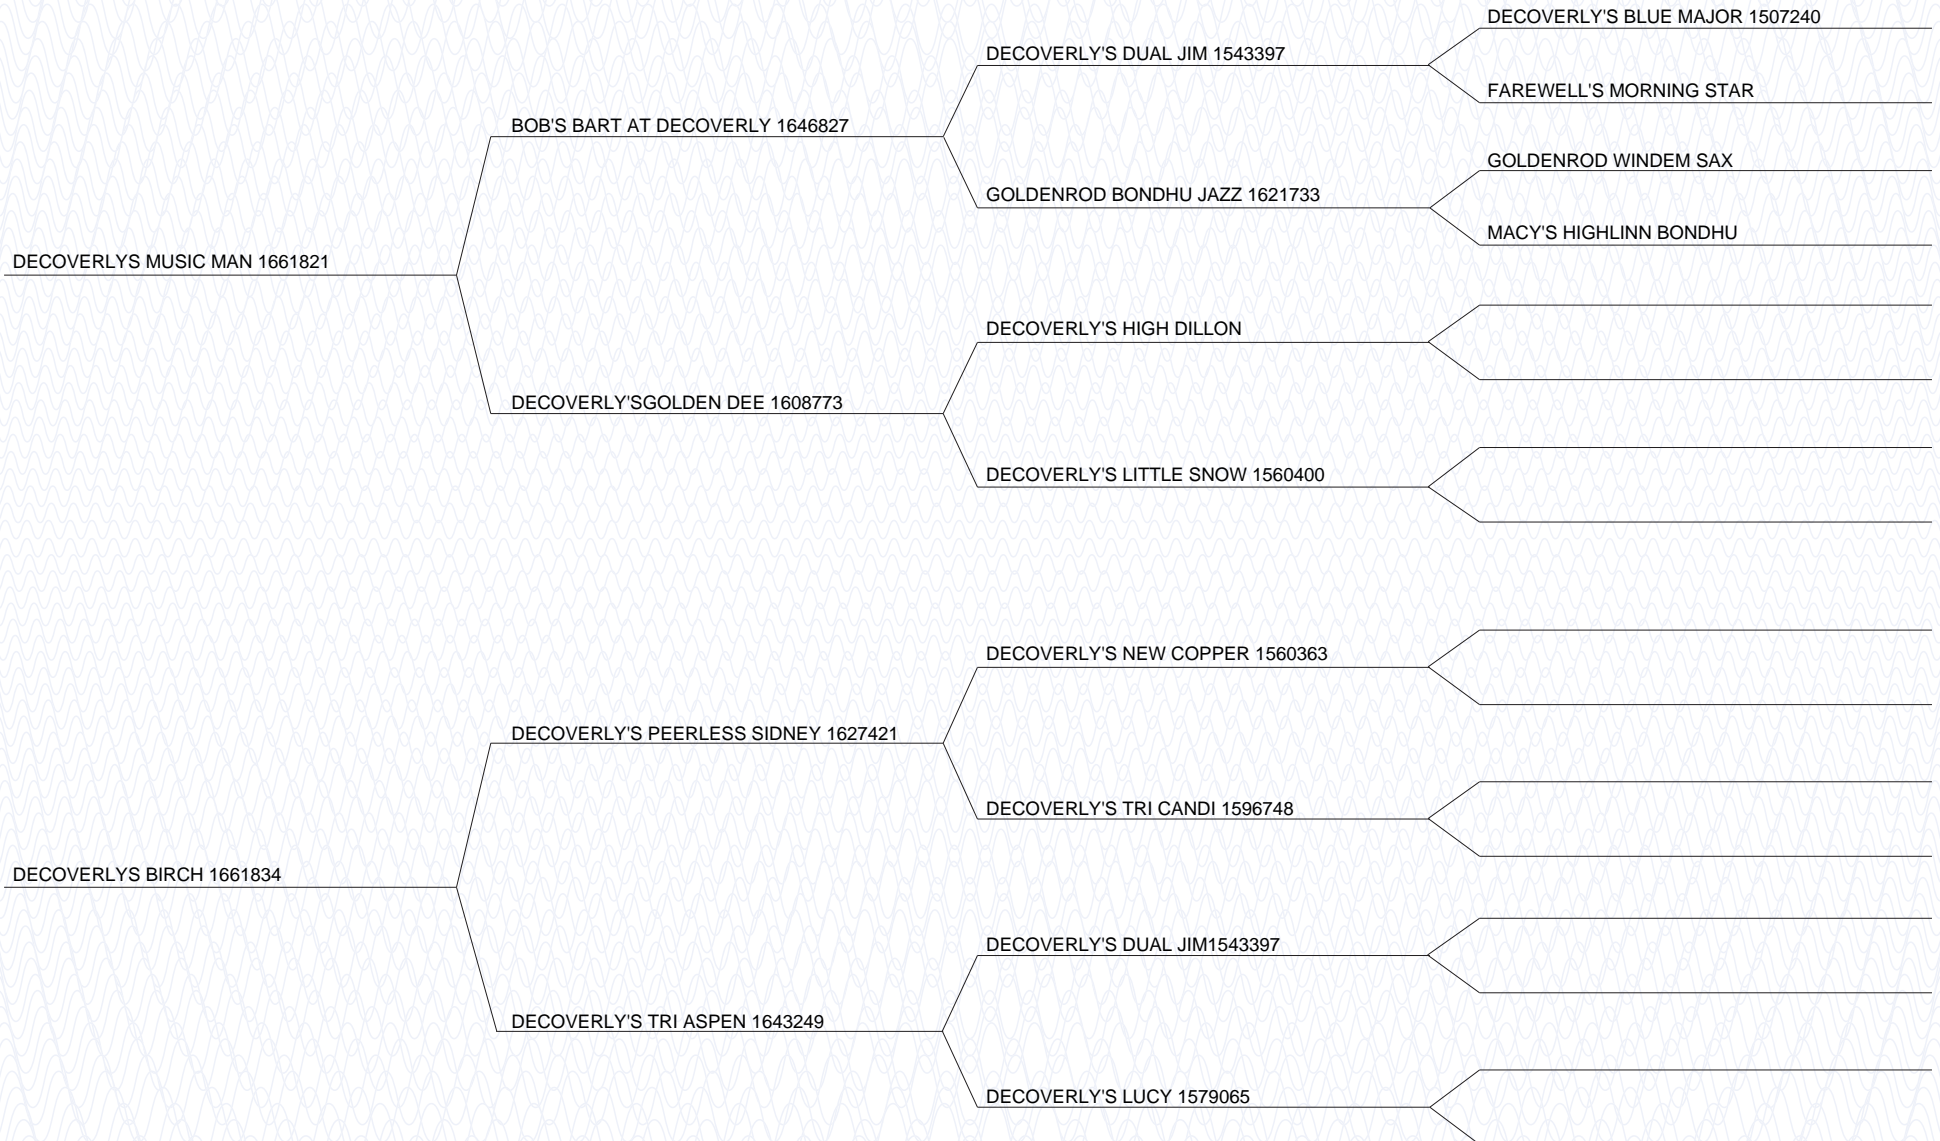 DECOVERLY'S BLUE MAJOR 1507240
DECOVERLY'S DUAL JIM 1543397
FAREWELL'S MORNING STAR
BOB'S BART AT DECOVERLY 1646827
GOLDENROD WINDEM SAX
GOLDENROD BONDHU JAZZ 1621733
MACY'S HIGHLINN BONDHU
DECOVERLYS MUSIC MAN 1661821
DECOVERLY'S HIGH DILLON
DECOVERLY'SGOLDEN DEE 1608773
DECOVERLY'S LITTLE SNOW 1560400
DECOVERLY'S NEW COPPER 1560363
DECOVERLY'S PEERLESS SIDNEY 1627421
DECOVERLY'S TRI CANDI 1596748
DECOVERLYS BIRCH 1661834
DECOVERLY'S DUAL JIM1543397
DECOVERLY'S TRI ASPEN 1643249
DECOVERLY'S LUCY 1579065